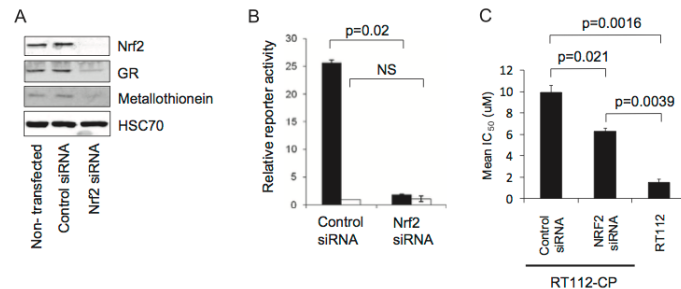 A
Nrf2
GR
Metallothionein
HSC70
Non- transfected
Control siRNA
Nrf2 siRNA
B
p=0.02
NS
Relative reporter activity
30
25
20
15
10
5
0
Control
siRNA
Nrf2
siRNA
C
p=0.0016
p=0.021
p=0.0039
Mean IC50 (uM)
12
10
8
6
4
2
0
Control
siRNA
NRF2
siRNA
RT112
RT112-CP